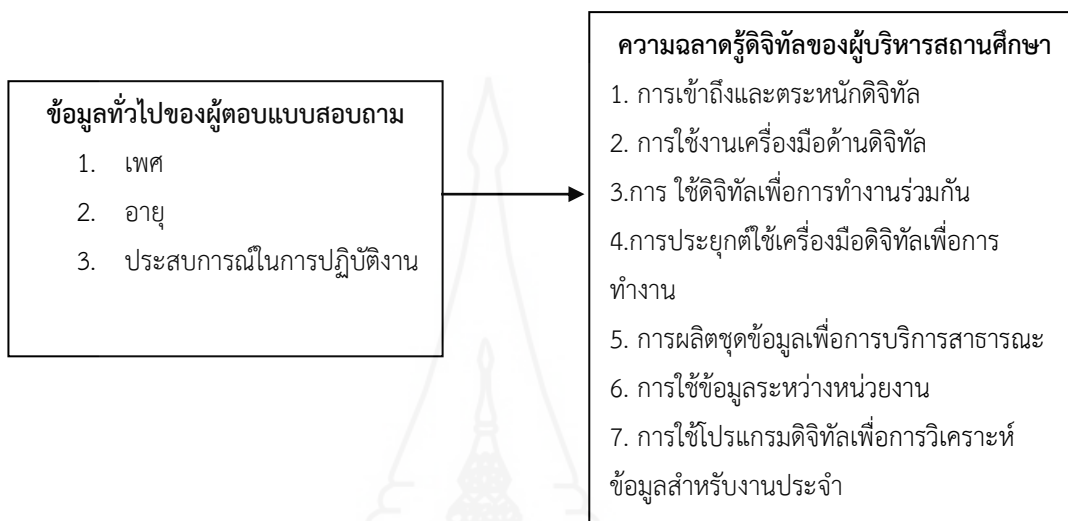 ข้อมูลทั่วไปของผู้ตอบแบบสอบถาม
1. เพศ
2. อายุ
3. ประสบการณ์ในการปฏิบัติงาน
ความฉลาดรู้ดิจิทัลของผู้บริหารสถานศึกษา
1. การเข้าถึงและตระหนักดิจิทัล
2. การใช้งานเครื่องมือด้านดิจิทัล
3.การ ใช้ดิจิทัลเพื่อการทำงานร่วมกัน
4.การประยุกต์ใช้เครื่องมือดิจิทัลเพื่อการ
ทำงาน
5. การผลิตชุดข้อมูลเพื่อการบริการสาธารณะ
6. การใช้ข้อมูลระหว่างหน่วยงาน
7. การใช้โปรแกรมดิจิทัลเพื่อการวิเคราะห์
ข้อมูลสำหรับงานประจำ